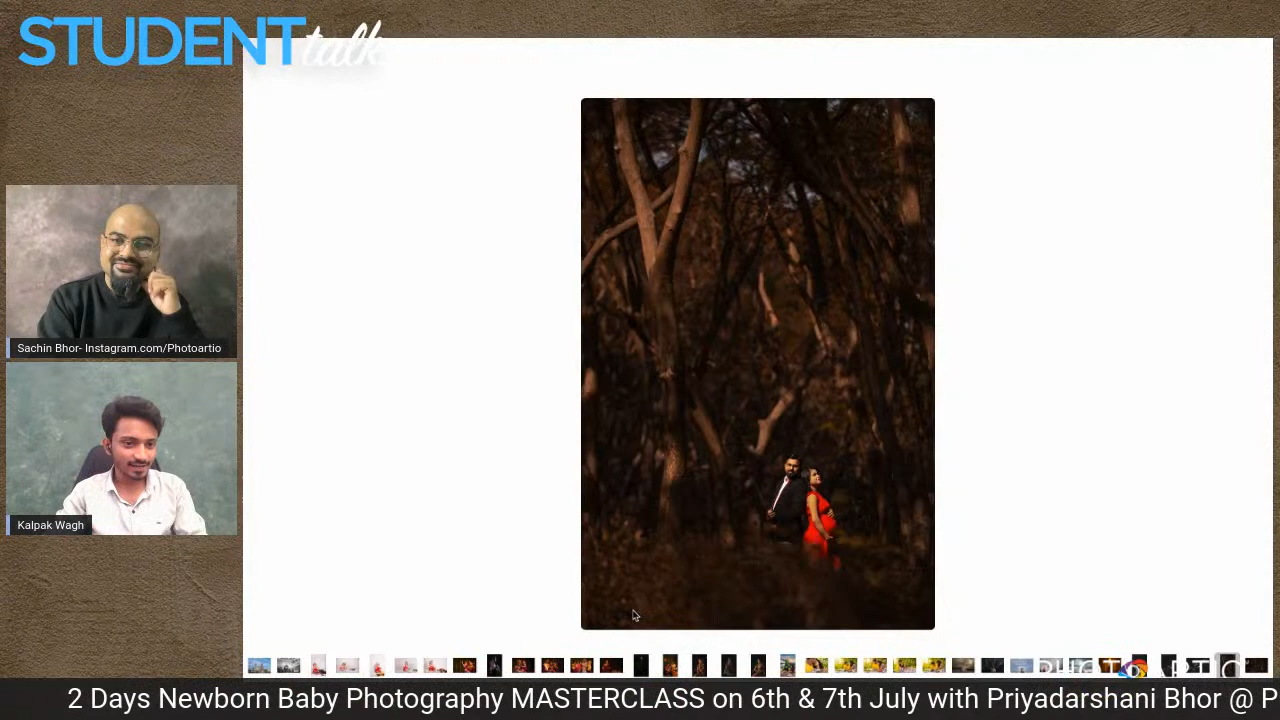 STUDENT talk
Sachin Bhor- Instagram.com/Photoartio
Kalpak Wagh
PHOTOARTIO
2 Days Newborn Baby Photography MASTERCLASS on 6th & 7th July with Priyadarshani Bhor @ P